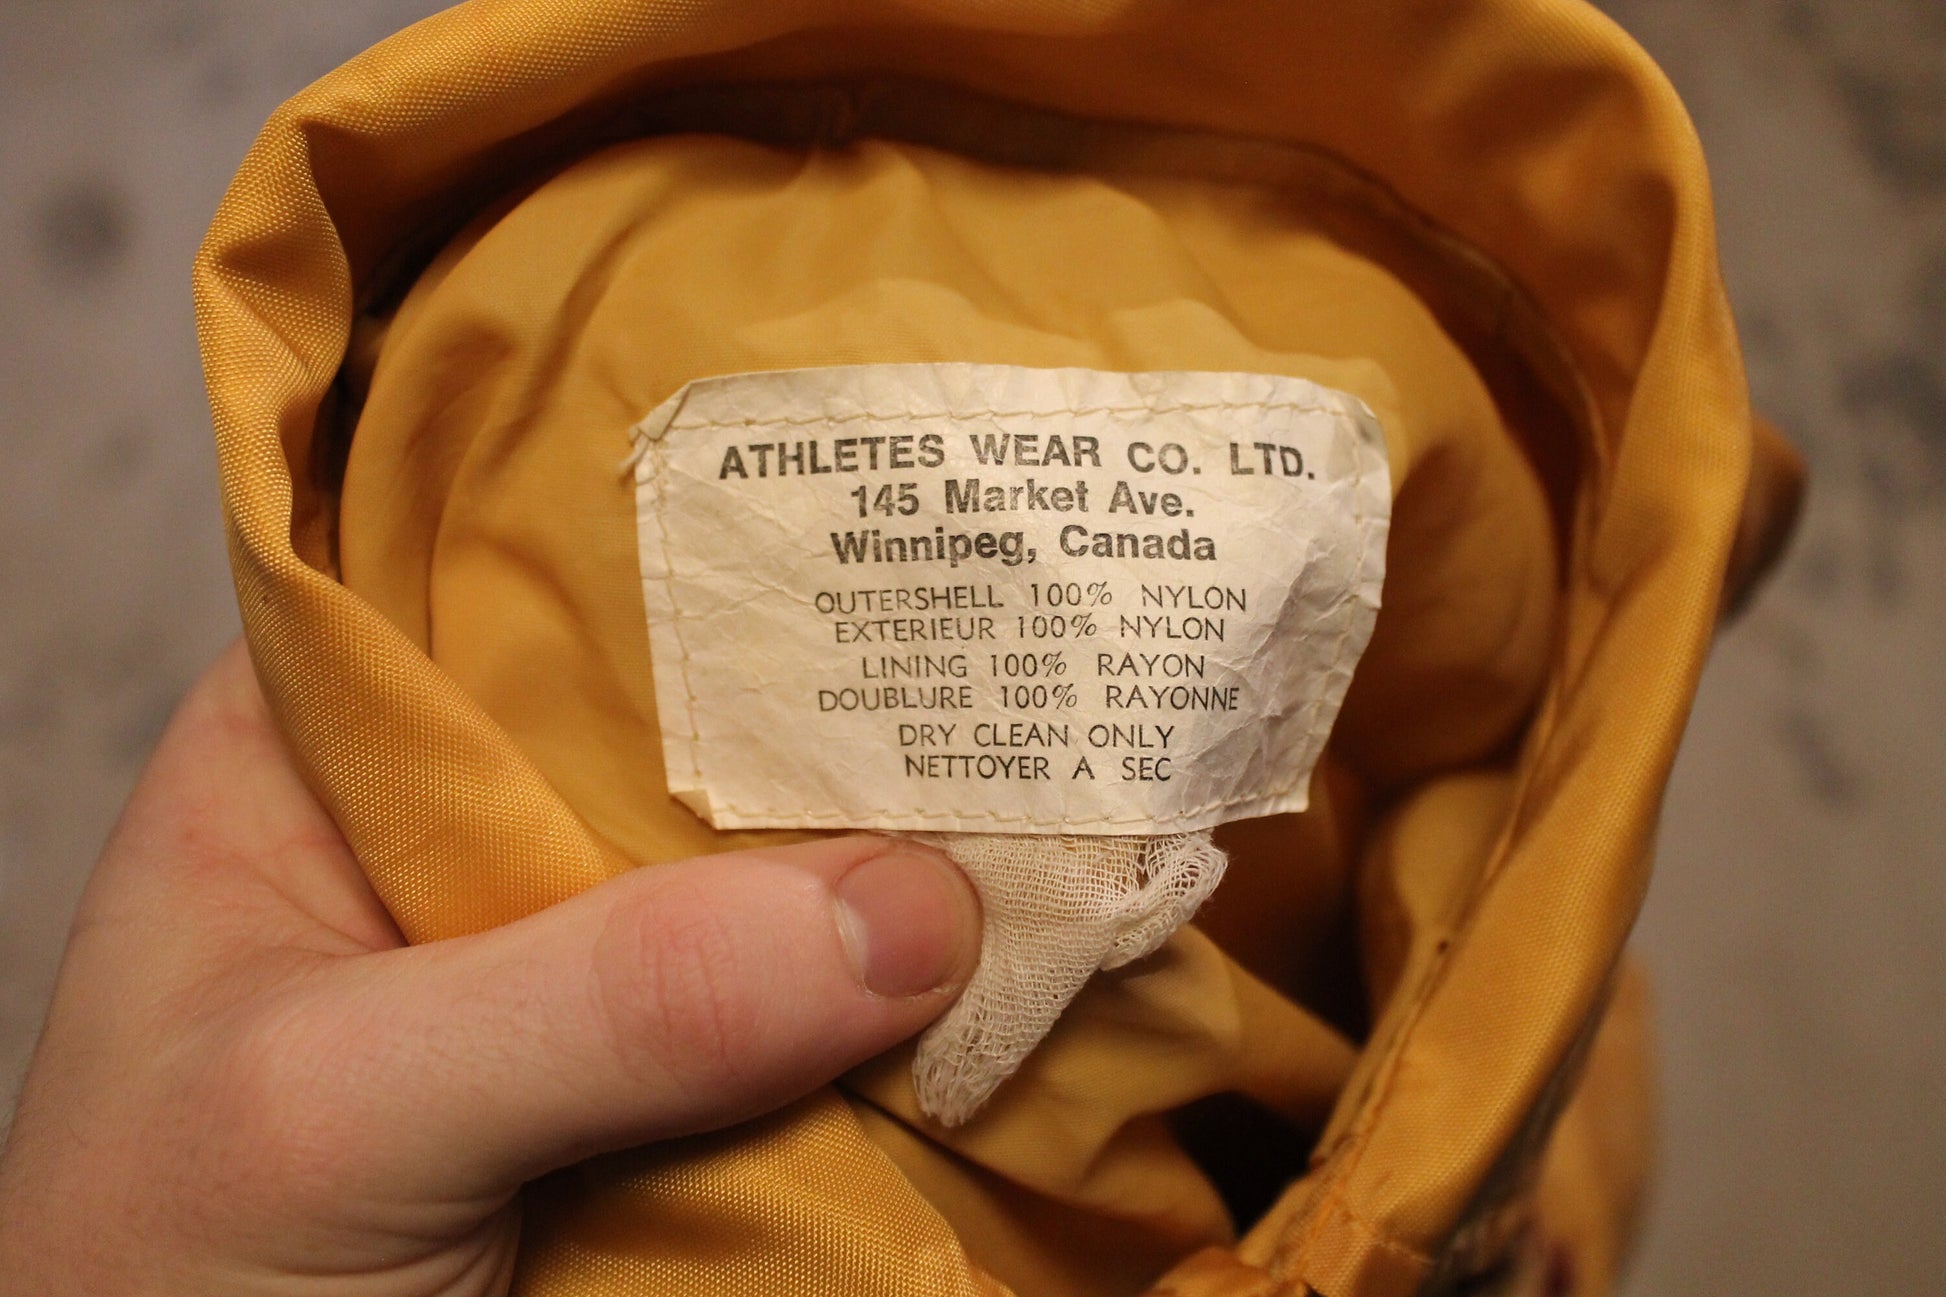 ATHLETES WEAR CO. LTD.
145 Market Ave.
Winnipeg, Canada
OUTERSHELL 100% NYLON
EXTERIEUR 100% NYLON
LINING 100% RAYON
DOUBLURE 100% RAYONNE
DRY CLEAN ONLY
NETTOYER A SEC